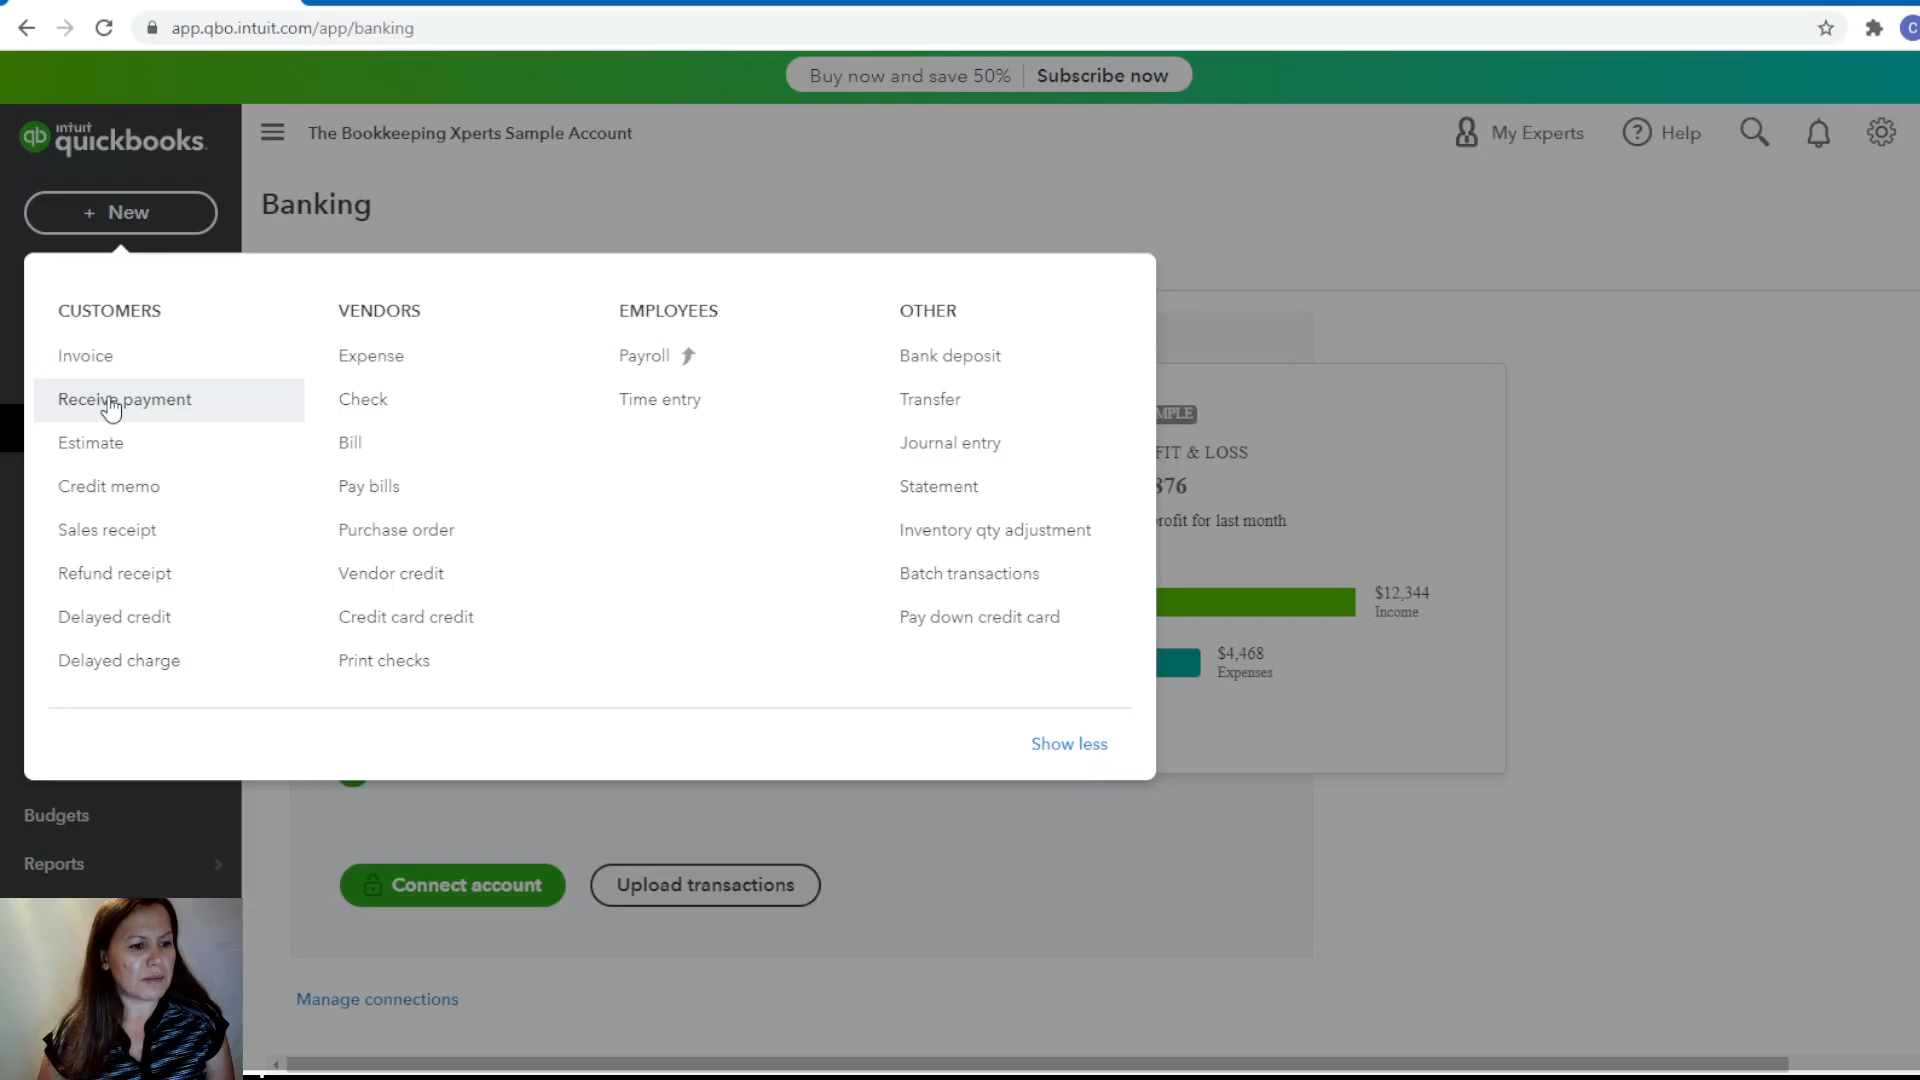 app.qbo.intuit.com/app/banking
C
Buy now and save 50% Subscribe now
qb intuit quickbooks.
The Bookkeeping Xperts Sample Account
My Experts
? Help
+ New
Banking
CUSTOMERS
Invoice
Receive payment
Estimate
Credit memo
Sales receipt
Refund receipt
Delayed credit
Delayed charge
VENDORS
Expense
Check
Bill
Pay bills
Purchase order
Vendor credit
Credit card credit
Print checks
EMPLOYEES
Payroll
Time entry
OTHER
Bank deposit
Transfer
Journal entry
Statement
Inventory qty adjustment
Batch transactions
Pay down credit card
Show less
MPLE
FIT & LOSS
876
rofit for last month
$12,344
Income
$4,468
Expenses
Budgets
Reports
Connect account
Upload transactions
Manage connections